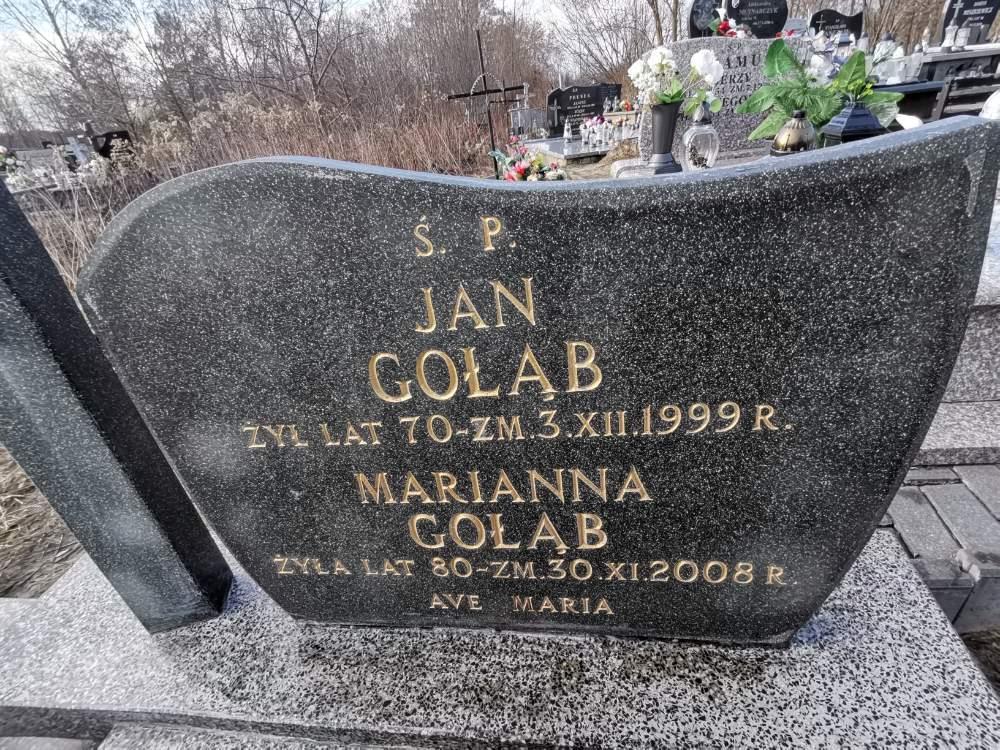 Ś. P.
JAN
GOŁĄB
ŻYŁ LAT 70-ZM.3.XII.1999 R.
MARIANNA
GOŁĄB
ŻYŁA LAT 80-ZM.30.XI.2008 R.
AVE MARIA